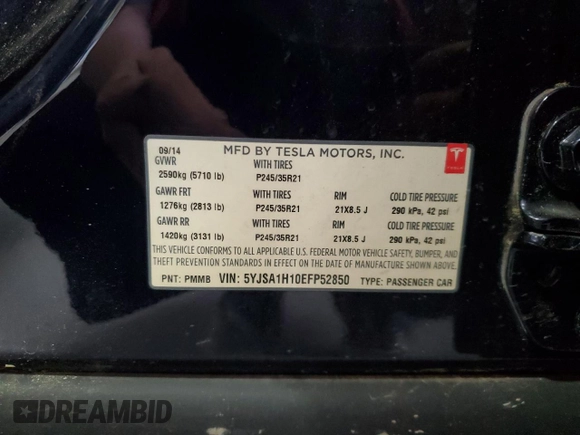 09/14 MFD BY TESLA MOTORS, INC.
GVWR WITH TIRES
2590kg (5710 lb) P245/35R21
TESLA
GAWR FRT WITH TIRES RIM COLD TIRE PRESSURE
1276kg (2813 lb) P245/35R21 21X8.5 J 290 kPa, 42 psi
GAWR RR WITH TIRES RIM COLD TIRE PRESSURE
1420kg (3131 lb) P245/35R21 21X8.5 J 290 kPa, 42 psi
THIS VEHICLE CONFORMS TO ALL APPLICABLE U.S. FEDERAL MOTOR VEHICLE SAFETY, BUMPER, AND
THEFT PREVENTION STANDARDS IN EFFECT ON THE DATE OF MANUFACTURE SHOWN ABOVE.
PNT: PMMB VIN: 5YJSA1H10EFP52850 TYPE: PASSENGER CAR
DREAMBID